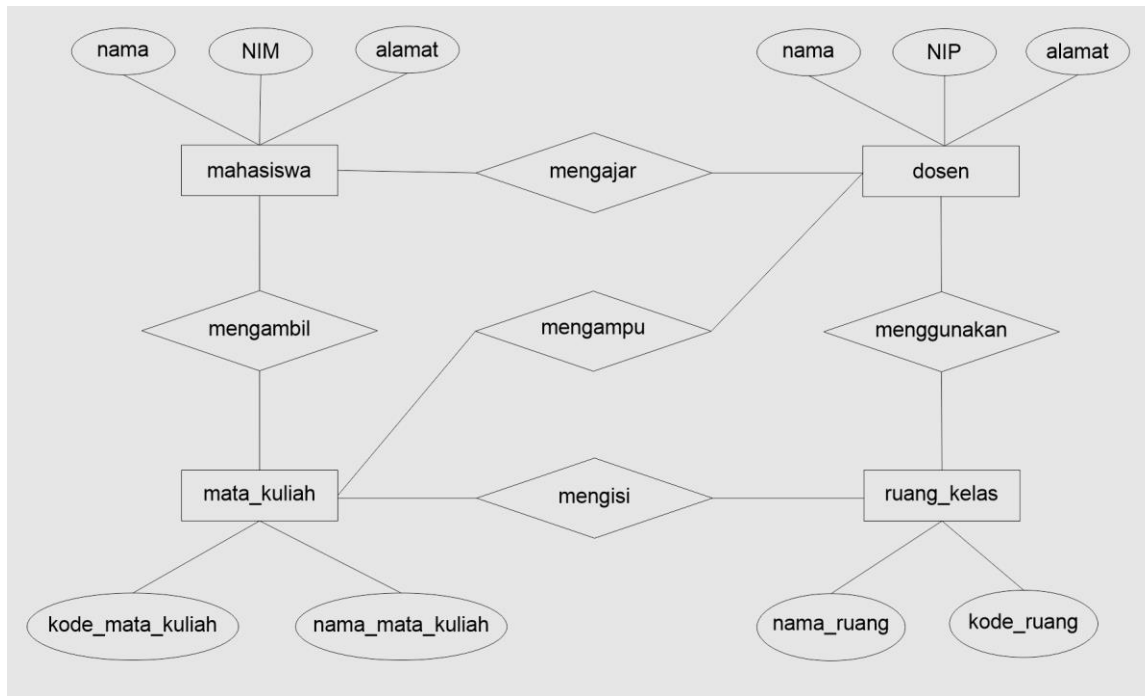 nama
NIM
alamat
nama
NIP
alamat
mahasiswa
mengajar
dosen
mengambil
mengampu
menggunakan
mata_kuliah
mengisi
ruang_kelas
kode_mata_kuliah
nama_mata_kuliah
nama_ruang
kode_ruang